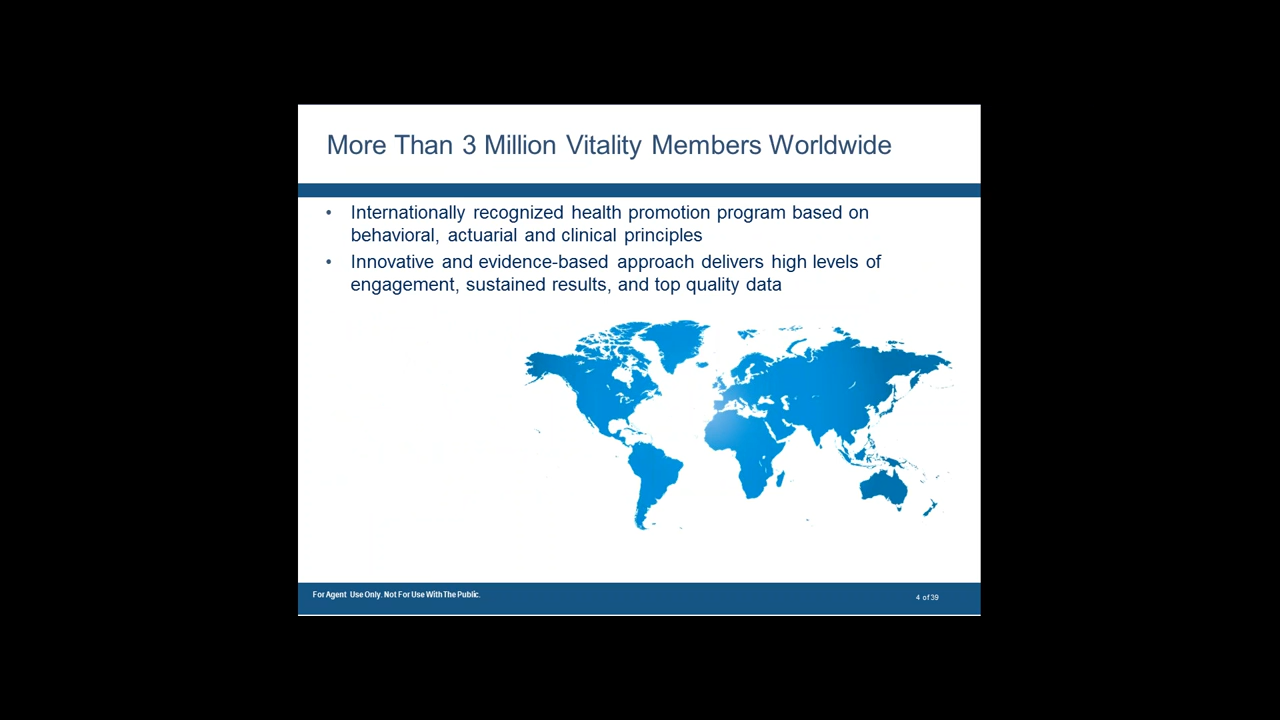 More Than 3 Million Vitality Members Worldwide
• Internationally recognized health promotion program based on
behavioral, actuarial and clinical principles
• Innovative and evidence-based approach delivers high levels of
engagement, sustained results, and top quality data
For Agent Use Only. Not For Use With The Public.
4 of 39